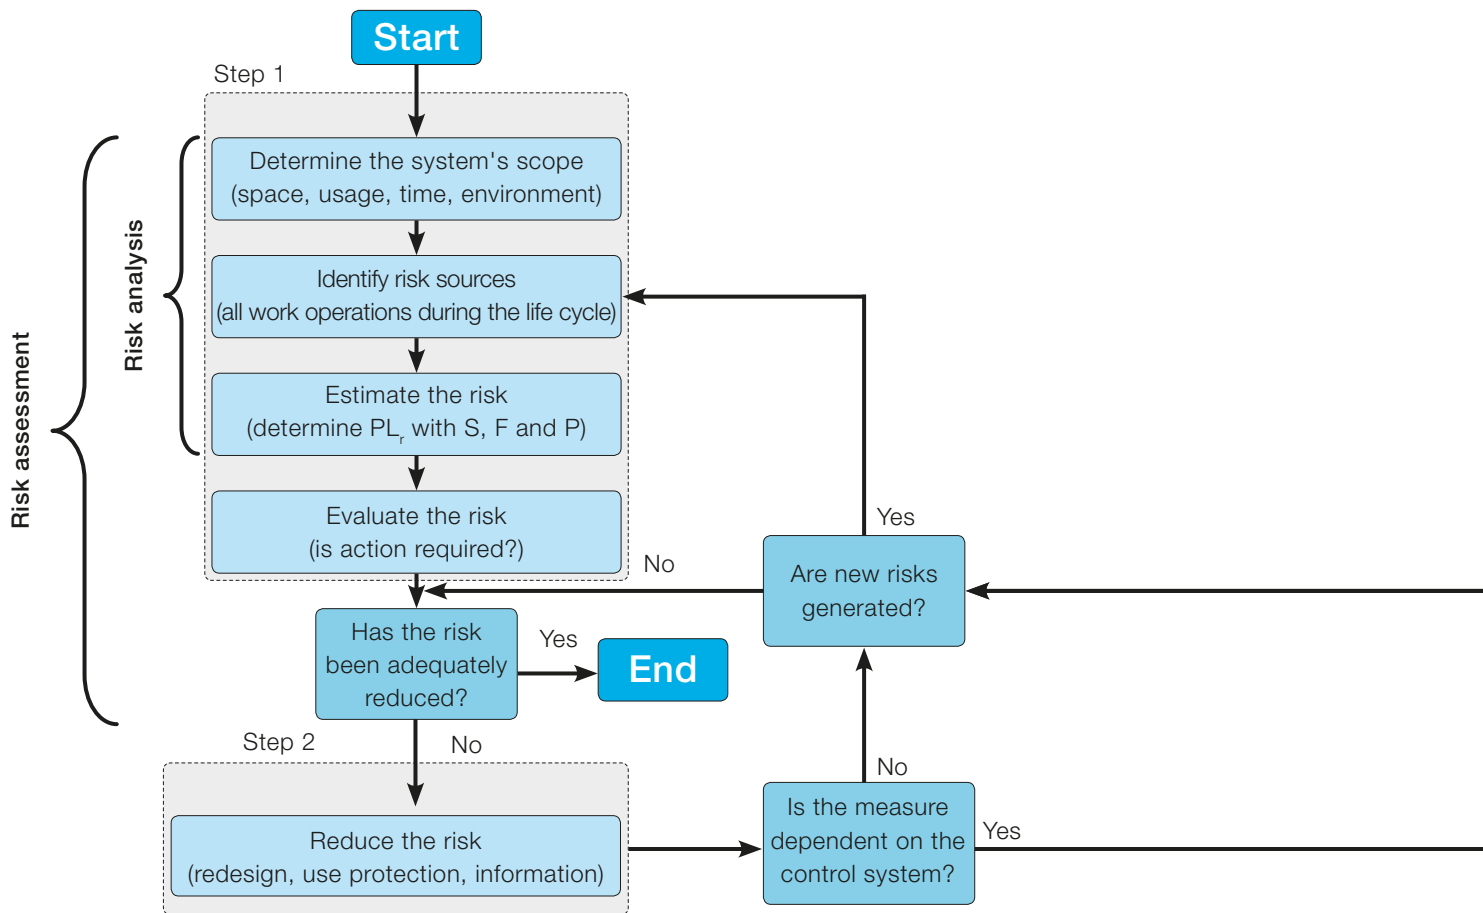 Start
Step 1
Determine the system's scope
(space, usage, time, environment)
Identify risk sources
(all work operations during the life cycle)
Estimate the risk
(determine PLr with S, F and P)
Evaluate the risk
(is action required?)
Risk analysis
Risk assessment
Has the risk
been adequately
reduced?
Yes
End
No
Step 2
Reduce the risk
(redesign, use protection, information)
Is the measure
dependent on the
control system?
Yes
No
Are new risks
generated?
Yes
No